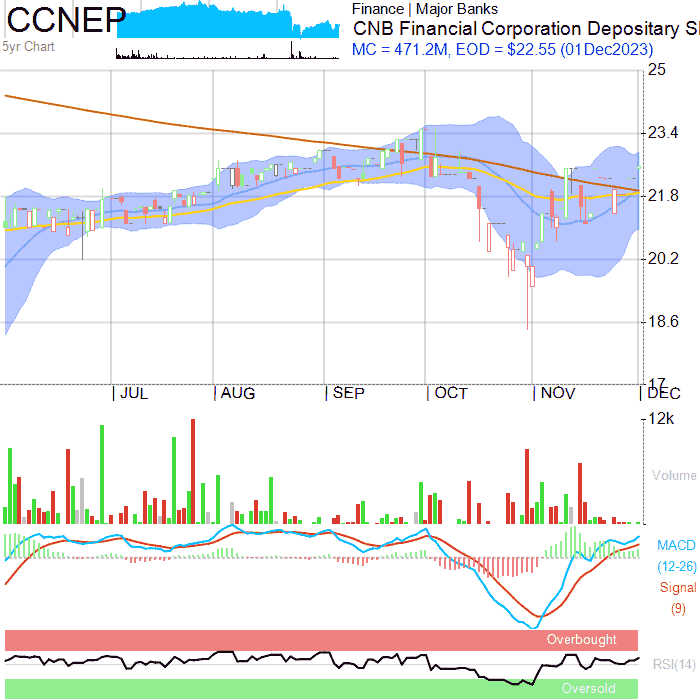 CCNEP
5yr Chart
Finance | Major Banks
CNB Financial Corporation Depositary S
MC = 471.2M, EOD = $22.55 (01Dec2023)
25
23.4
21.8
20.2
18.6
17
JUL AUG SEP OCT NOV DEC
12k
Volume
MACD
(12-26)
Signal
(9)
Overbought
RSI(14)
Oversold